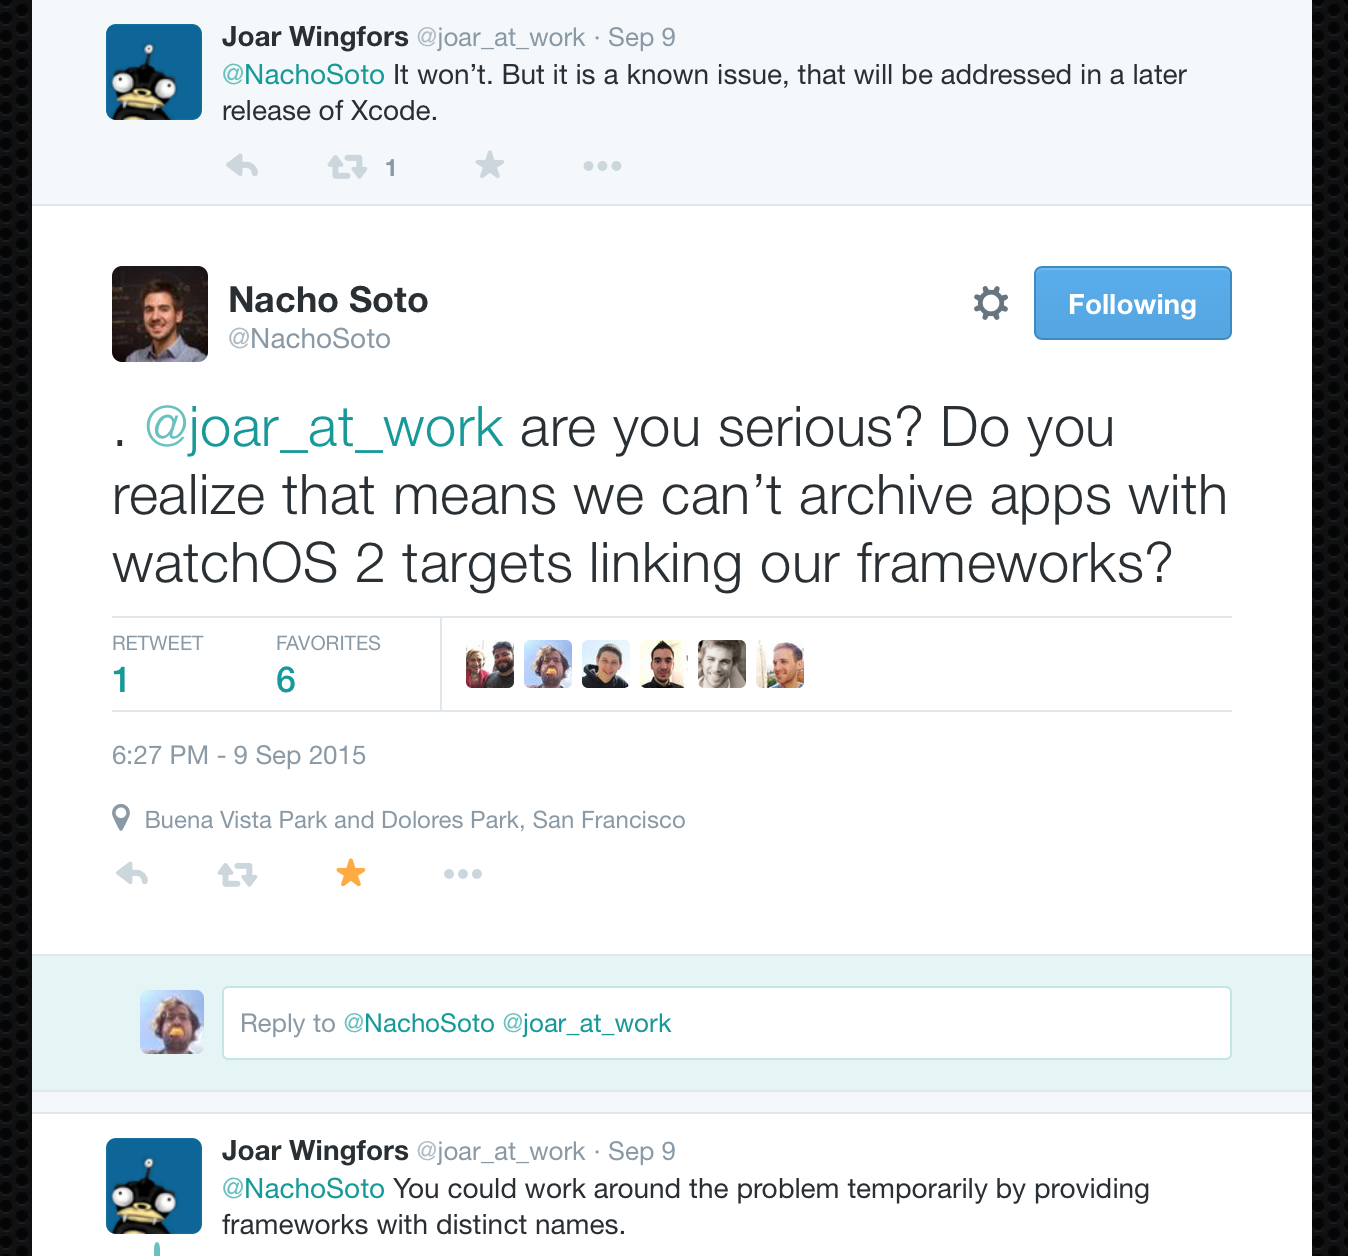 Joar Wingfors @joar_at_work · Sep 9
@NachoSoto It won’t. But it is a known issue, that will be addressed in a later
release of Xcode.
1
Nacho Soto
@NachoSoto
Following
. @joar_at_work are you serious? Do you
realize that means we can’t archive apps with
watchOS 2 targets linking our frameworks?
RETWEET FAVORITES
1 6
6:27 PM - 9 Sep 2015
Buena Vista Park and Dolores Park, San Francisco
Reply to @NachoSoto @joar_at_work
Joar Wingfors @joar_at_work · Sep 9
@NachoSoto You could work around the problem temporarily by providing
frameworks with distinct names.